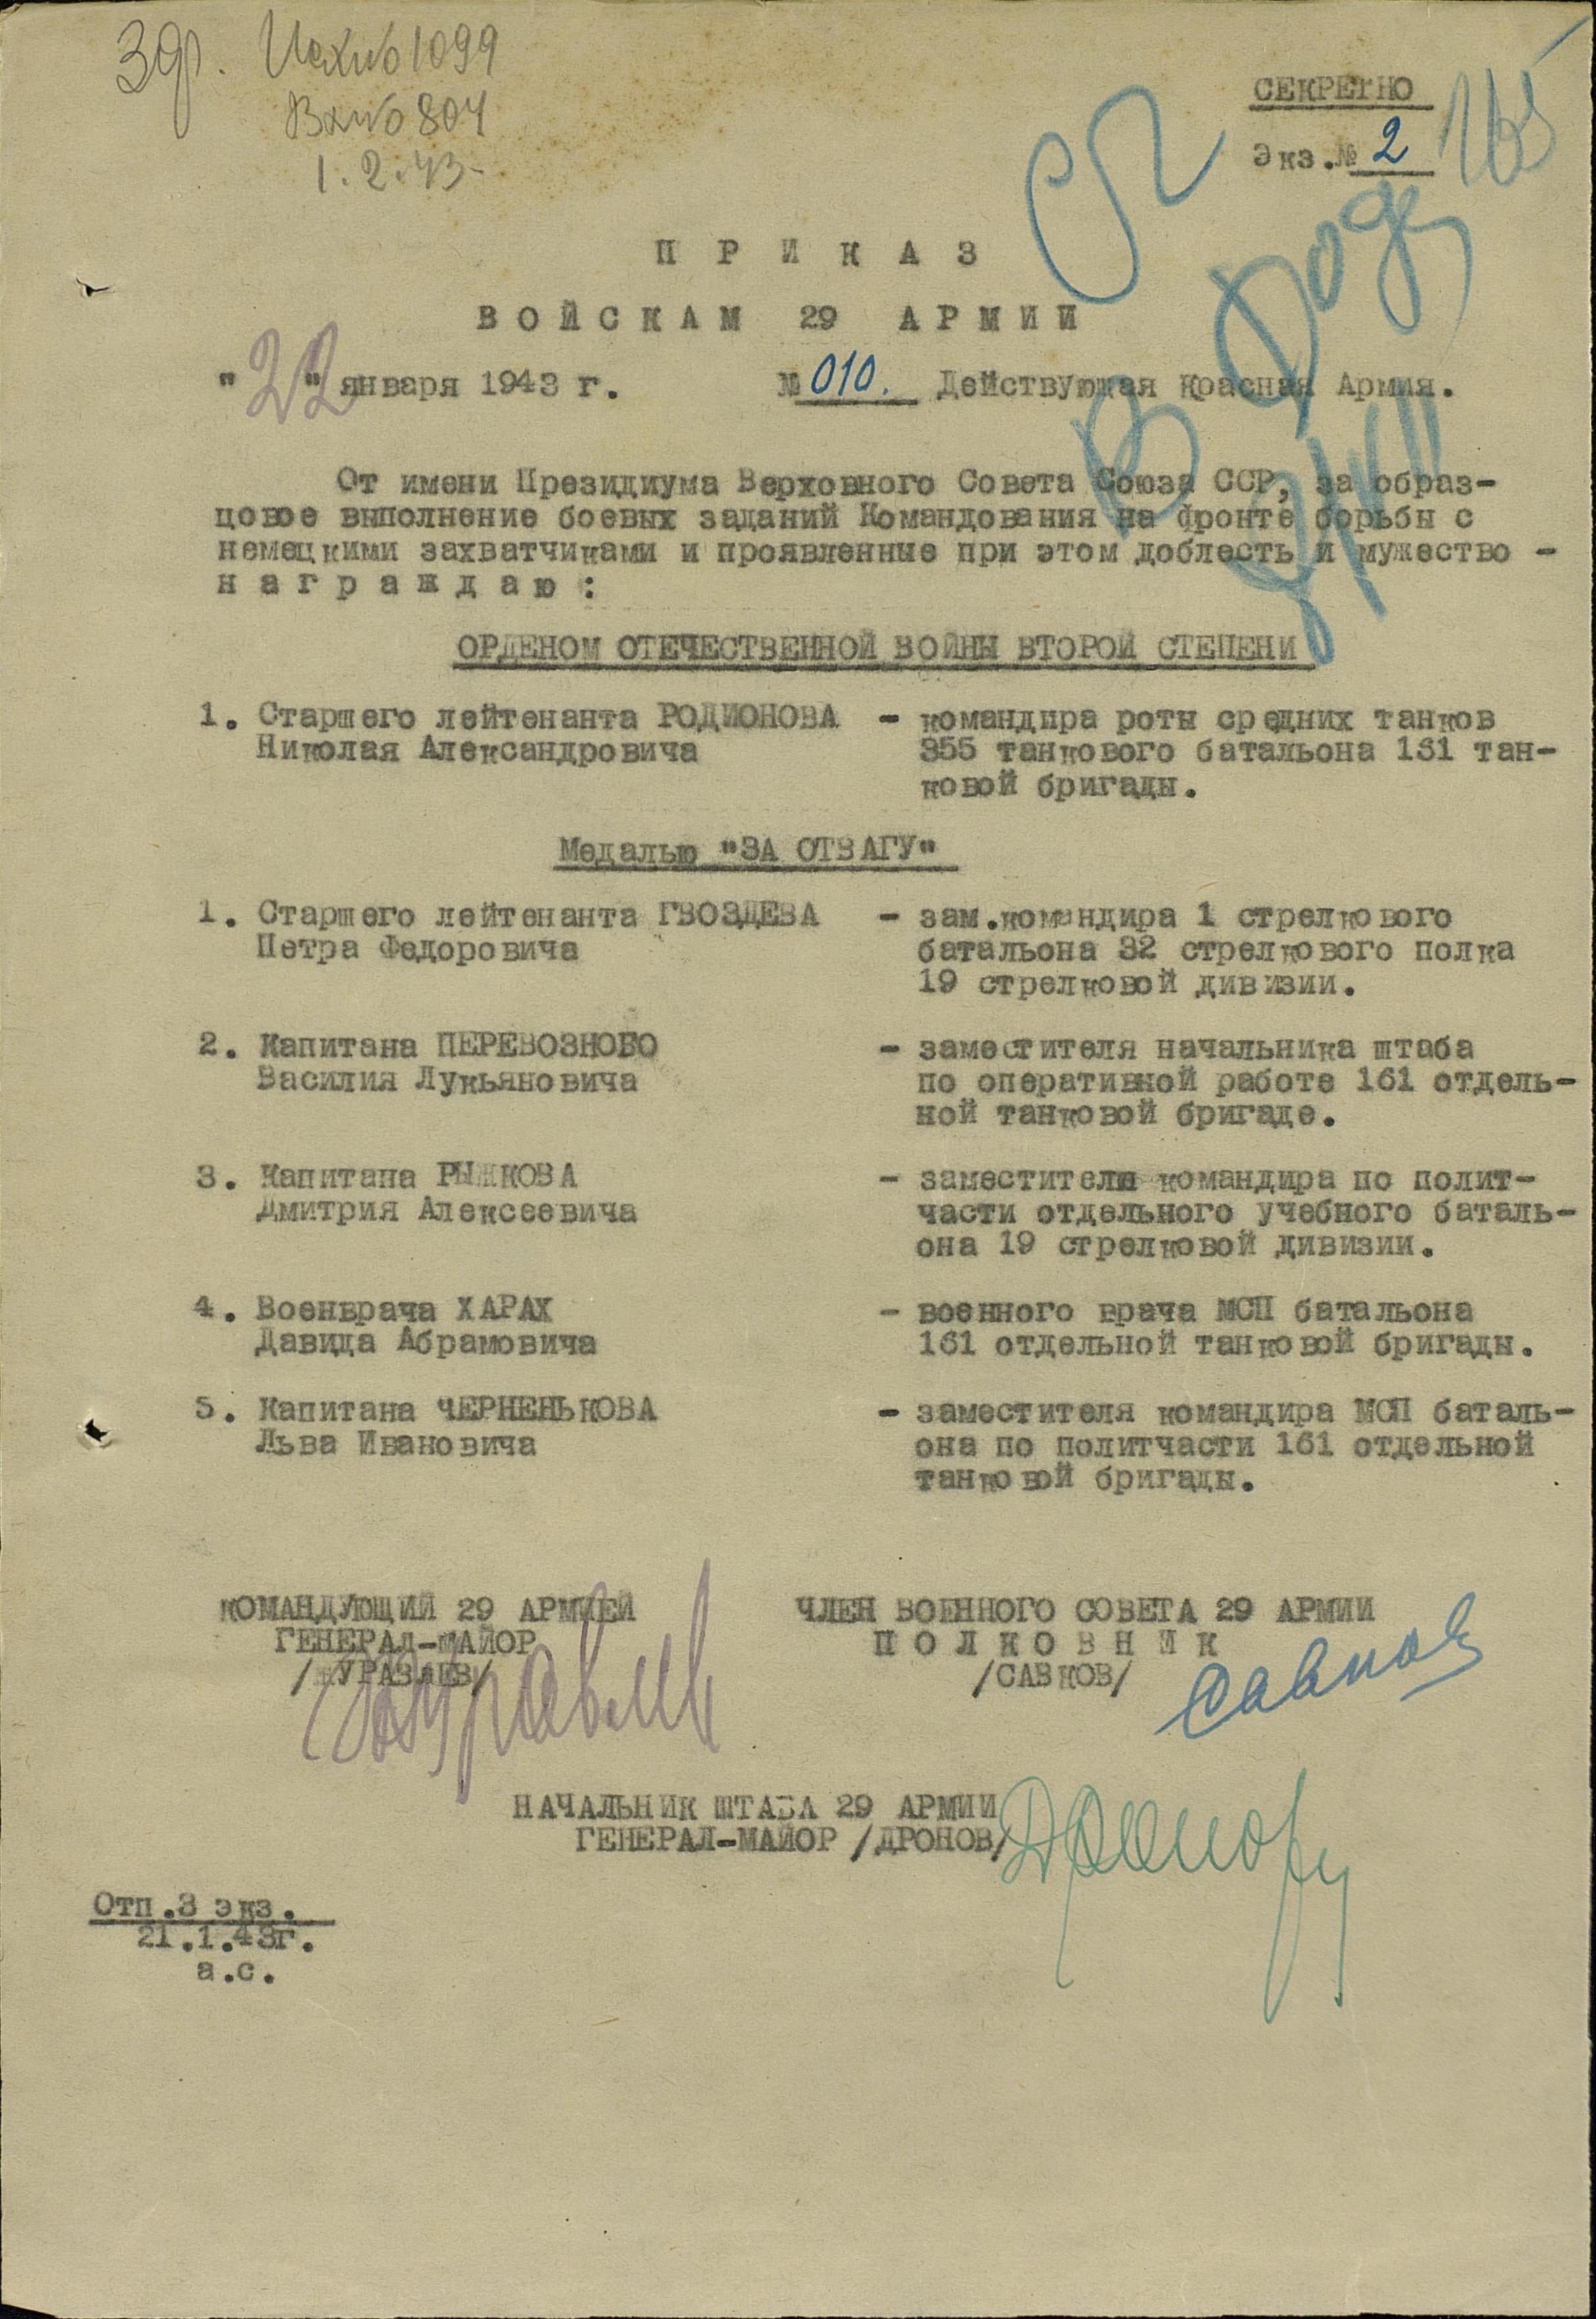 Здр. Исх№1099
Вх№804
1.2.43
СЕКРЕТНО
Экз.№ 2
165
П Р И К А З
ВОЙСКАМ 29 АРМИИ
"22" января 1943 г. №010. Действующая Красная Армия.
От имени Президиума Верховного Совета Союза ССР, за образ-
цовое выполнение боевых заданий Командования на фронте борьбы с
немецкими захватчиками и проявленные при этом доблесть и мужество -
н а г р а ж д а ю :
ОРДЕНОМ ОТЕЧЕСТВЕННОЙ ВОЙНЫ ВТОРОЙ СТЕПЕНИ
1. Старшего лейтенанта РОДИОНОВА - командира роты средних танков
Николая Александровича 355 танкового батальона 161 тан-
ковой бригады.
Медалью "ЗА ОТВАГУ"
1. Старшего лейтенанта ГВОЗДЕВА - зам.командира 1 стрелкового
Петра Федоровича батальона 32 стрелкового полка
19 стрелковой дивизии.
2. Капитана ПЕРЕВОЗНОБО - заместителя начальника штаба
Василия Лукьяновича по оперативной работе 161 отдель-
ной танковой бригаде.
3. Капитана РЫЖКОВА - заместителя командира по полит-
Дмитрия Алексеевича части отдельного учебного баталь-
она 19 стрелковой дивизии.
4. Военврача ХАРАХ - военного врача МСП батальона
Давида Абрамовича 161 отдельной танковой бригады.
5. Капитана ЧЕРНЕНЬКОВА - заместителя командира МСП баталь-
Льва Ивановича она по политчасти 161 отдельной
танковой бригады.
КОМАНДУЮЩИЙ 29 АРМИЕЙ ЧЛЕН ВОЕННОГО СОВЕТА 29 АРМИИ
ГЕНЕРАЛ-МАЙОР П О Л К О В Н И К
/ЖУРАВЛЕВ/ /САВКОВ/
Савков
НАЧАЛЬНИК ШТАБА 29 АРМИИ
ГЕНЕРАЛ-МАЙОР /ДРОНОВ/
Отп.3 экз.
21.1.43г.
а.с.